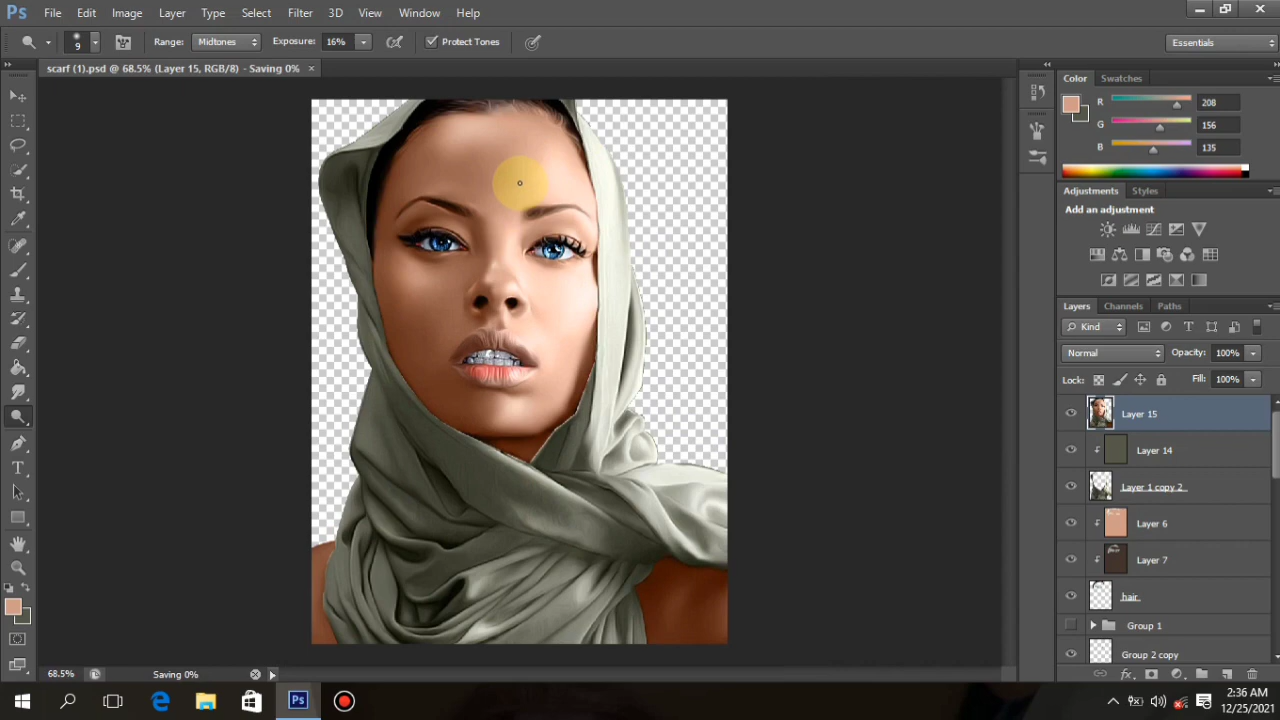 Ps File Edit Image Layer Type Select Filter 3D View Window Help
9 Range: Midtones Exposure: 16% Protect Tones Essentials
scarf (1).psd @ 68.5% (Layer 15, RGB/8) - Saving 0% ×
Color Swatches
R 208
G 156
B 135
Adjustments Styles
Add an adjustment
Layers Channels Paths
Kind
Normal Opacity: 100%
Lock: Fill: 100%
Layer 15
Layer 14
Layer 1 copy 2
Layer 6
Layer 7
hair
Group 1
Group 2 copy
68.5% Saving 0%
Ps 2:36 AM
12/25/2021